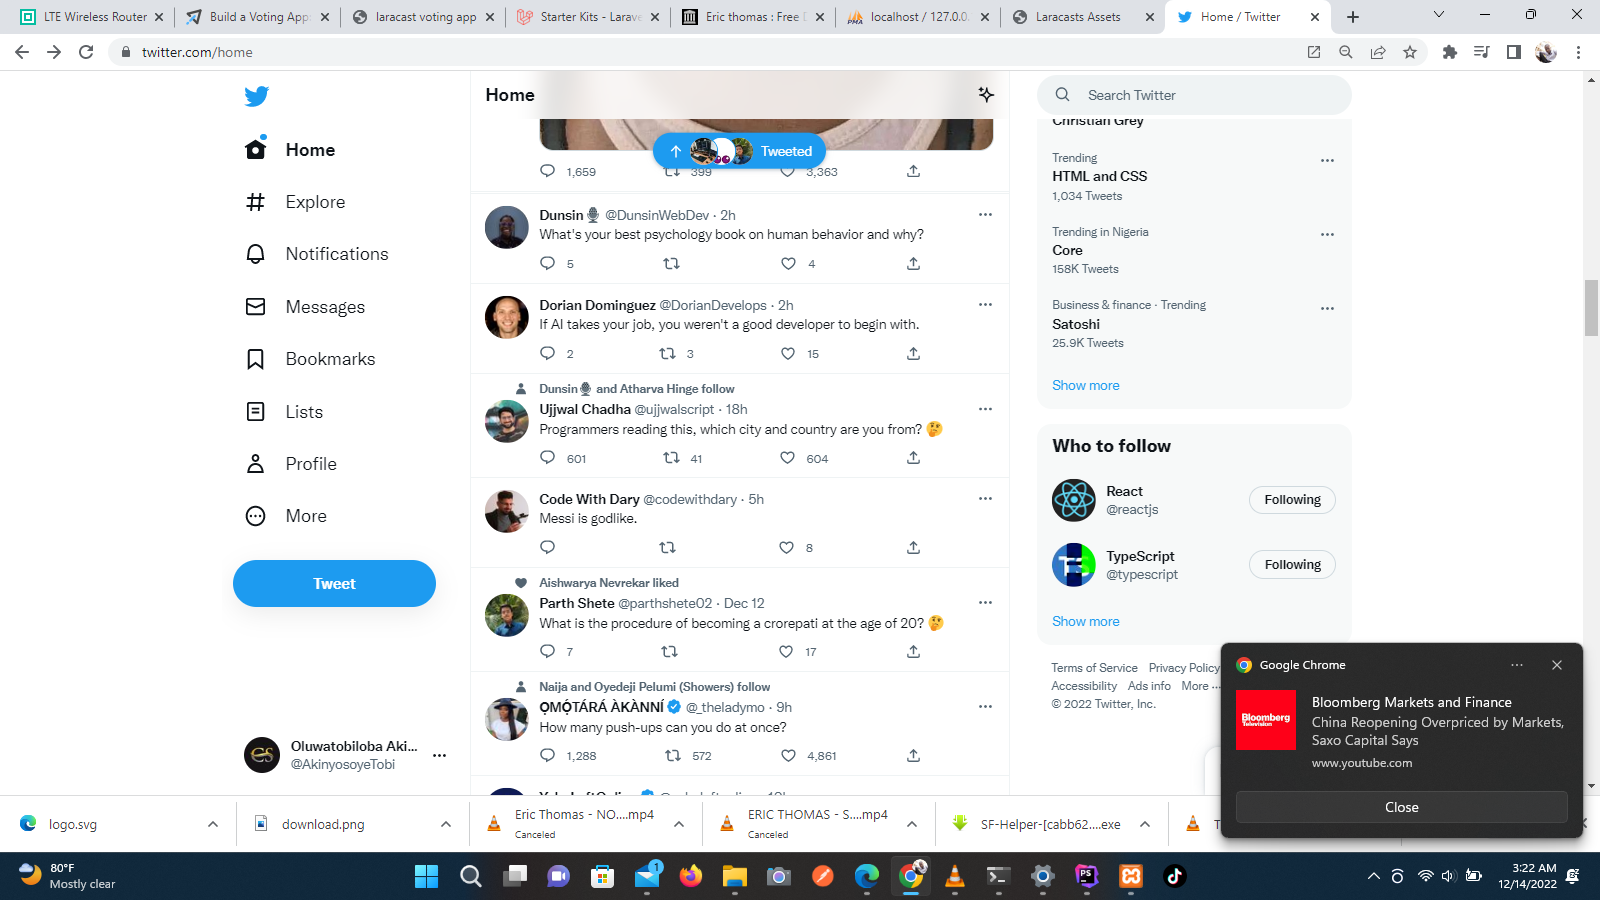 LTE Wireless Router
Build a Voting App
laracast voting app
Starter Kits - Larave
Eric thomas : Free D
localhost / 127.0.0.
Laracasts Assets
Home / Twitter
twitter.com/home
Home
Explore
Notifications
Messages
Bookmarks
Lists
Profile
More
Tweet
Oluwatobiloba Aki...
@AkinyosoyeTobi
Home
Tweeted
1,659 399 3,363
Dunsin @DunsinWebDev · 2h
What's your best psychology book on human behavior and why?
5 4
Dorian Dominguez @DorianDevelops · 2h
If AI takes your job, you weren't a good developer to begin with.
2 3 15
Dunsin and Atharva Hinge follow
Ujjwal Chadha @ujjwalscript · 18h
Programmers reading this, which city and country are you from? 🤔
601 41 604
Code With Dary @codewithdary · 5h
Messi is godlike.
8
Aishwarya Nevrekar liked
Parth Shete @parthshete02 · Dec 12
What is the procedure of becoming a crorepati at the age of 20? 🤔
7 17
Naija and Oyedeji Pelumi (Showers) follow
ỌMỌ́TÁRÁ ÀKÀNNÍ @_theladymo · 9h
How many push-ups can you do at once?
1,288 572 4,861
Search Twitter
Christian Grey
Trending
HTML and CSS
1,034 Tweets
Trending in Nigeria
Core
158K Tweets
Business & finance · Trending
Satoshi
25.9K Tweets
Show more
Who to follow
React
@reactjs
Following
TypeScript
@typescript
Following
Show more
Terms of Service Privacy Policy
Accessibility Ads info More ...
© 2022 Twitter, Inc.
Google Chrome
Bloomberg
Television
Bloomberg Markets and Finance
China Reopening Overpriced by Markets,
Saxo Capital Says
www.youtube.com
Close
logo.svg
download.png
Eric Thomas - NO....mp4
Canceled
ERIC THOMAS - S....mp4
Canceled
SF-Helper-[cabb62....exe
80°F
Mostly clear
1
3:22 AM
12/14/2022